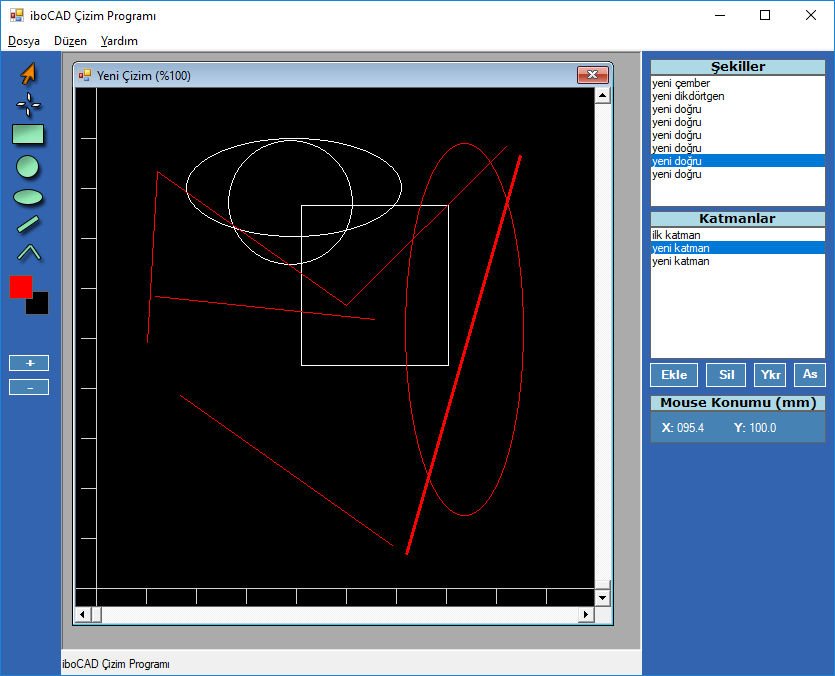 iboCAD Çizim Programı
Dosya Düzen Yardım
Yeni Çizim (%100)
+
-
Şekiller
yeni çember
yeni dikdörtgen
yeni doğru
yeni doğru
yeni doğru
yeni doğru
yeni doğru
yeni doğru
Katmanlar
ilk katman
yeni katman
yeni katman
Ekle Sil Ykr As
Mouse Konumu (mm)
X: 095.4 Y: 100.0
iboCAD Çizim Programı